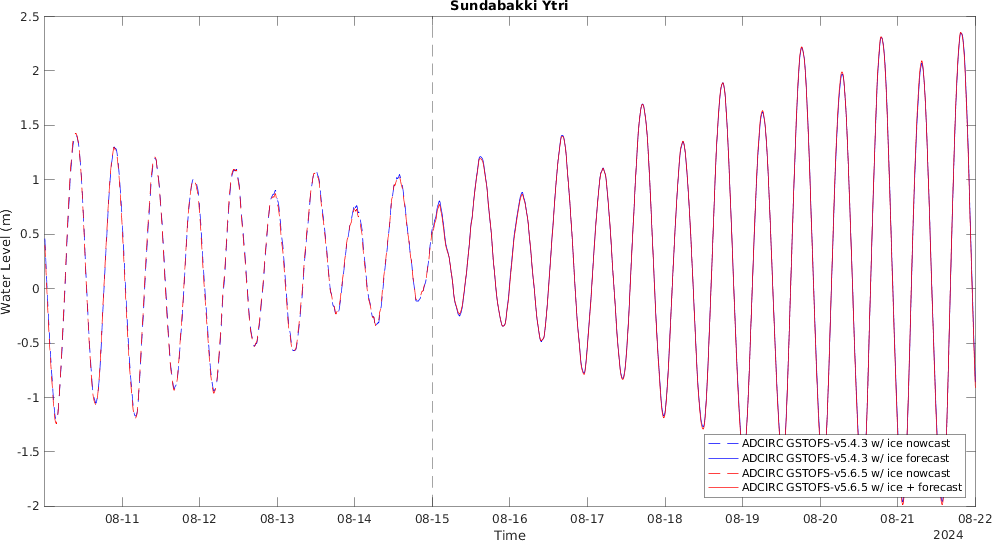 Sundabakki Ytri
2.5
2
1.5
1
0.5
0
-0.5
-1
-1.5
-2
Water Level (m)
ADCIRC GSTOFS-v5.4.3 w/ ice nowcast
ADCIRC GSTOFS-v5.4.3 w/ ice forecast
ADCIRC GSTOFS-v5.6.5 w/ ice nowcast
ADCIRC GSTOFS-v5.6.5 w/ ice + forecast
08-11 08-12 08-13 08-14 08-15 08-16 08-17 08-18 08-19 08-20 08-21 08-22
Time
2024